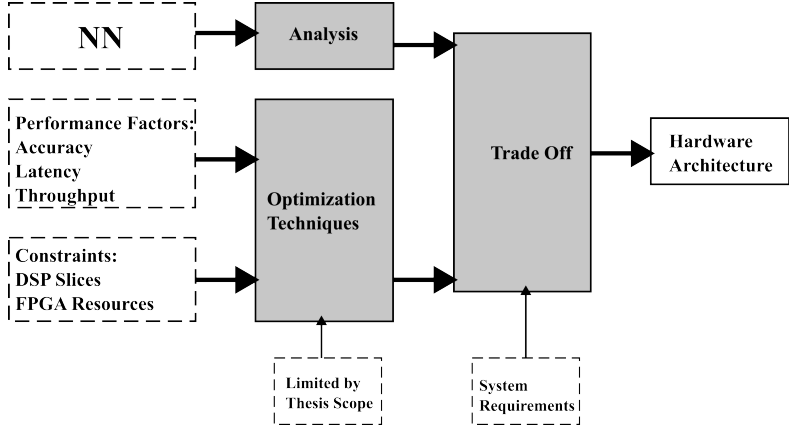 NN
Analysis
Performance Factors:
Accuracy
Latency
Throughput
Optimization
Techniques
Constraints:
DSP Slices
FPGA Resources
Trade Off
Hardware
Architecture
Limited by
Thesis Scope
System
Requirements